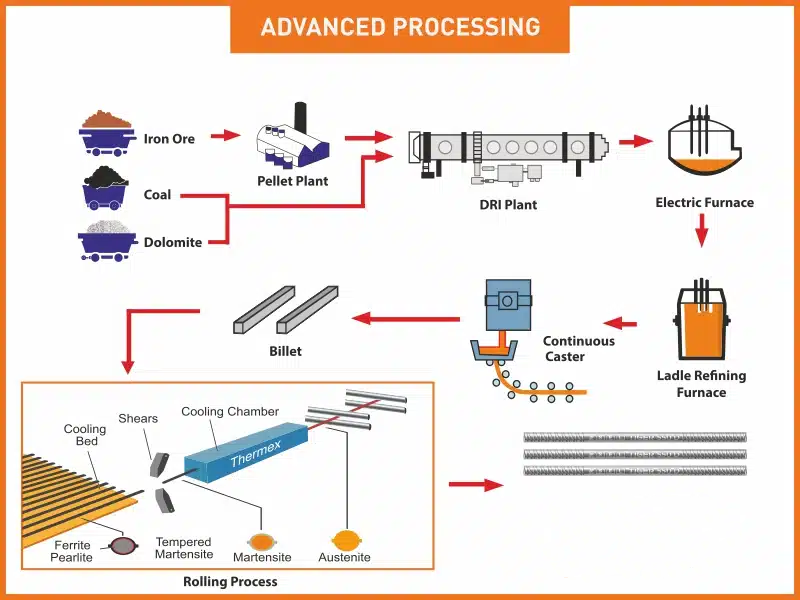 ADVANCED PROCESSING
Iron Ore
Pellet Plant
Coal
Dolomite
DRI Plant
Electric Furnace
Billet
Continuous
Caster
Ladle Refining
Furnace
Cooling Chamber
Shears
Cooling
Bed
Thermex
Ferrite
Pearlite
Tempered
Martensite
Martensite
Austenite
Rolling Process